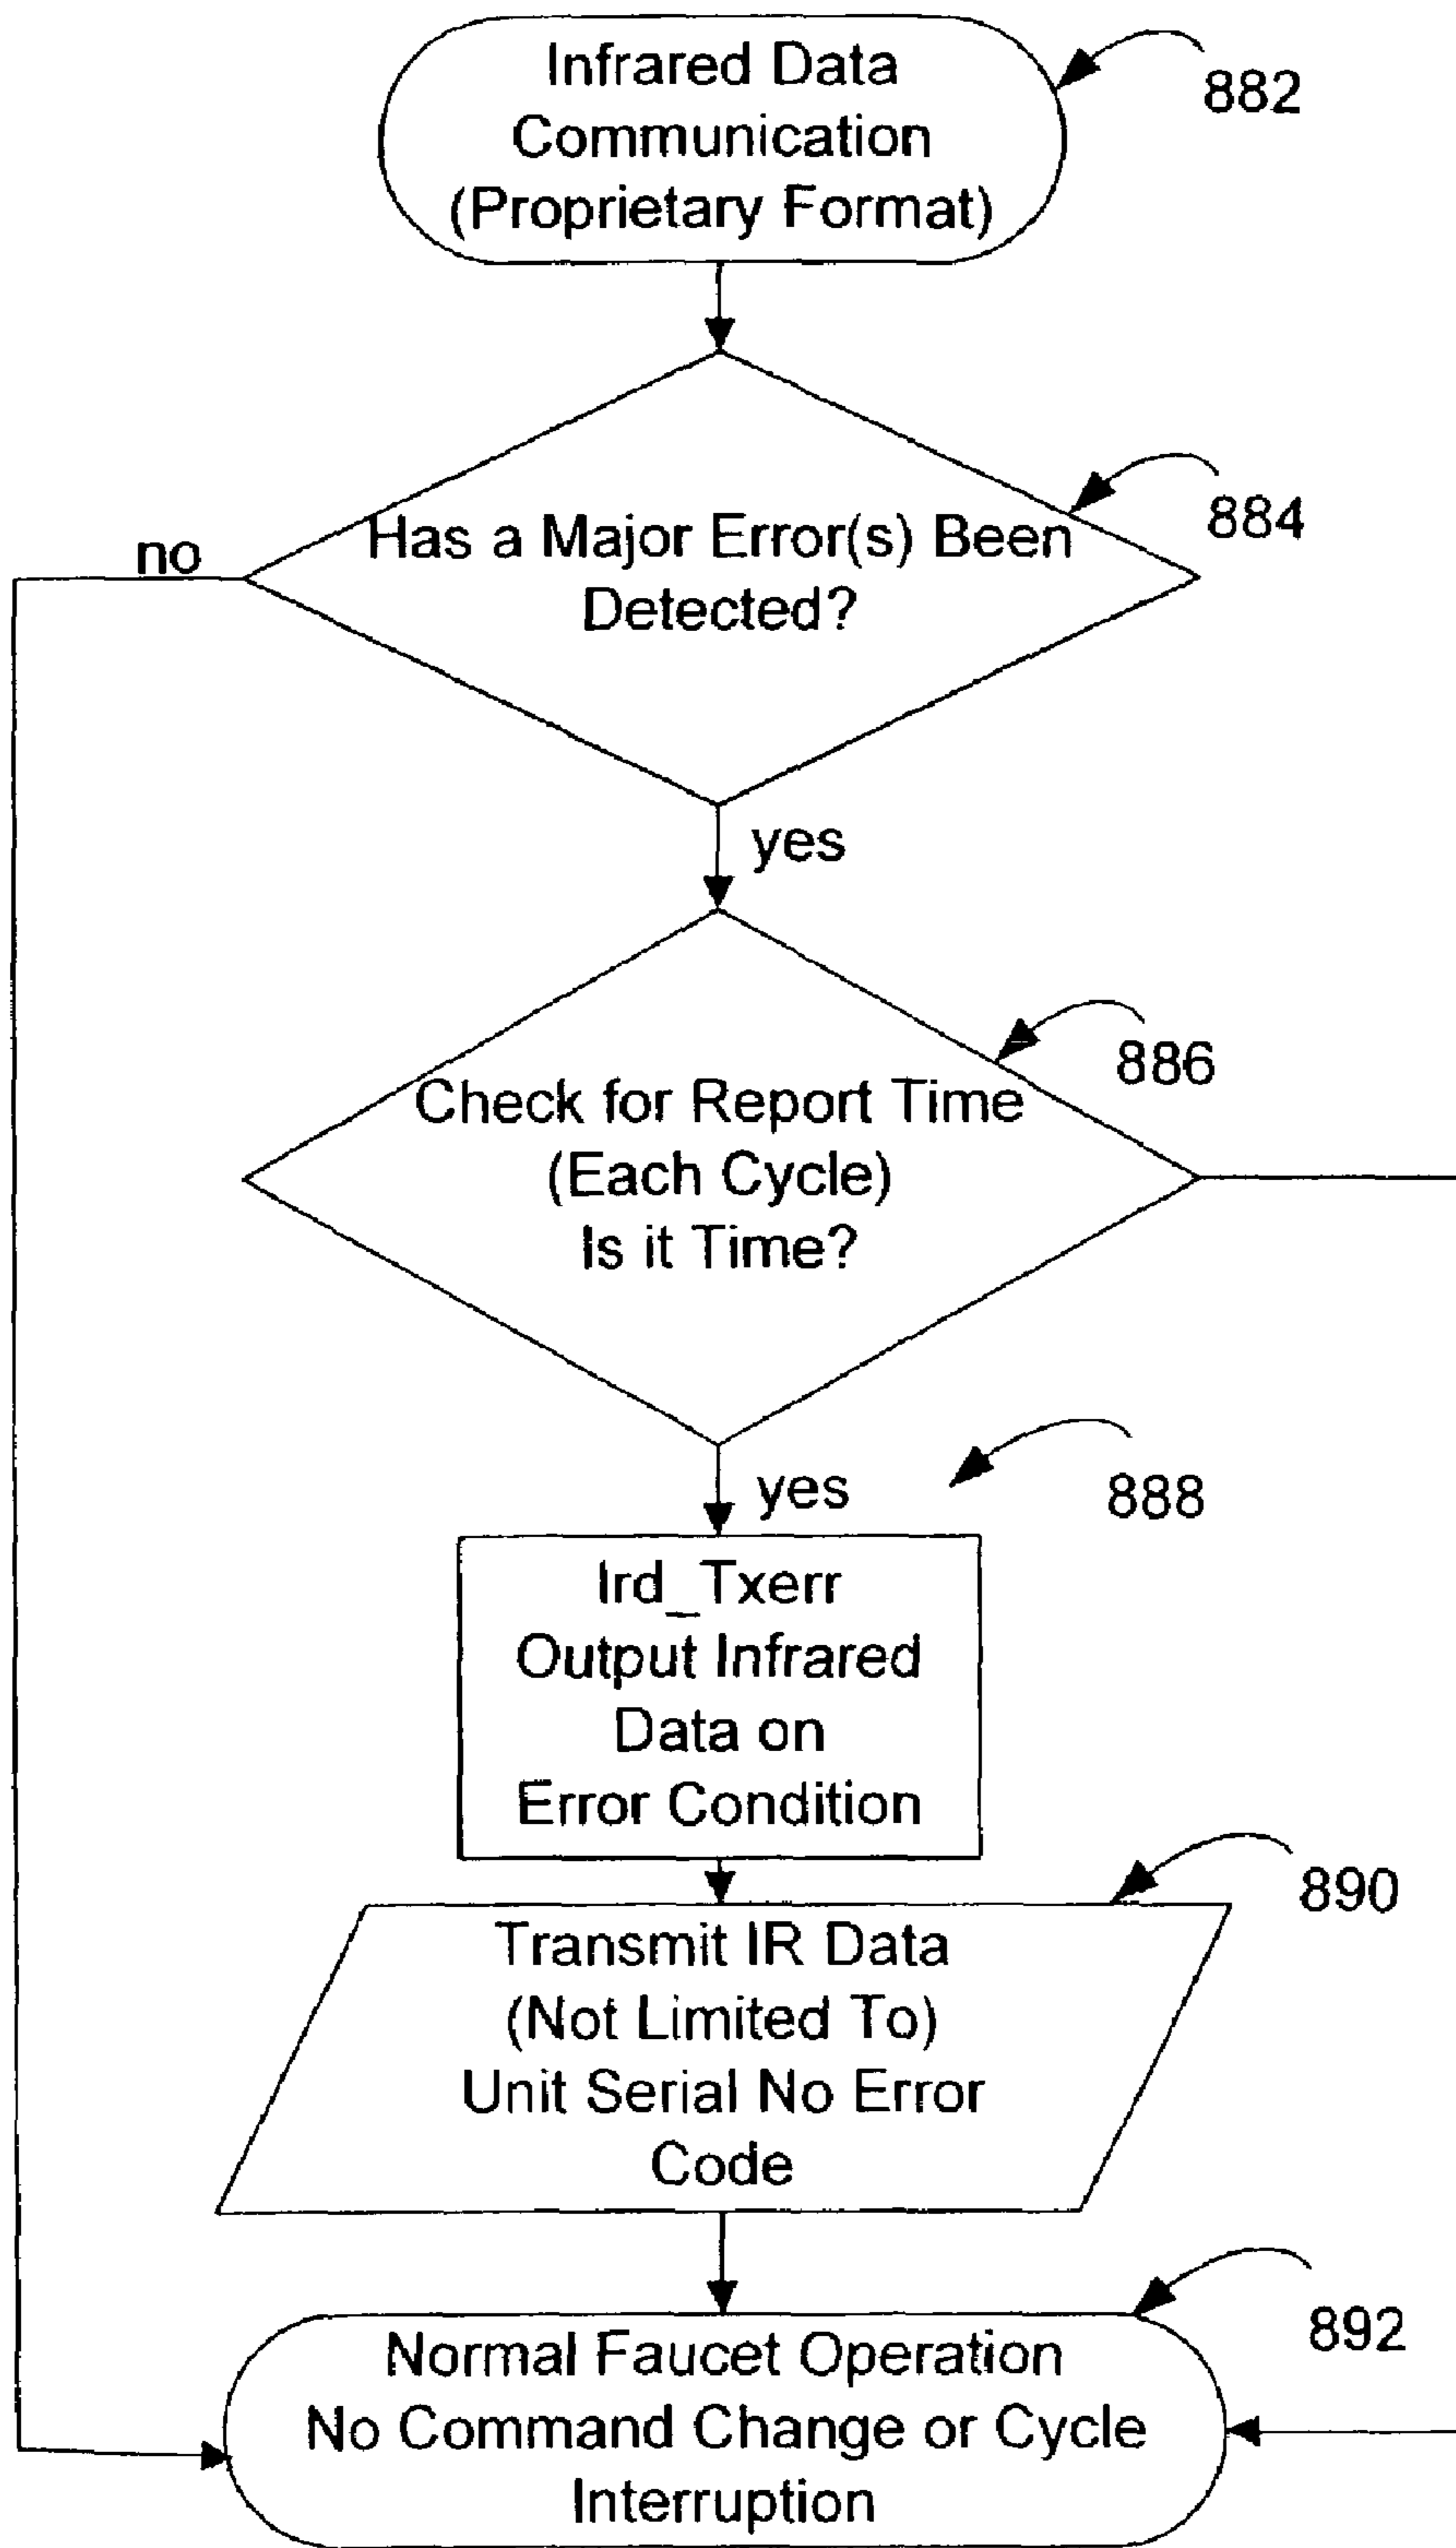 Infrared Data
Communication
(Proprietary Format)
882
Has a Major Error(s) Been
Detected?
884
no
yes
Check for Report Time
(Each Cycle)
Is it Time?
886
yes
888
Ird_Txerr
Output Infrared
Data on
Error Condition
890
Transmit IR Data
(Not Limited To)
Unit Serial No Error
Code
892
Normal Faucet Operation
No Command Change or Cycle
Interruption